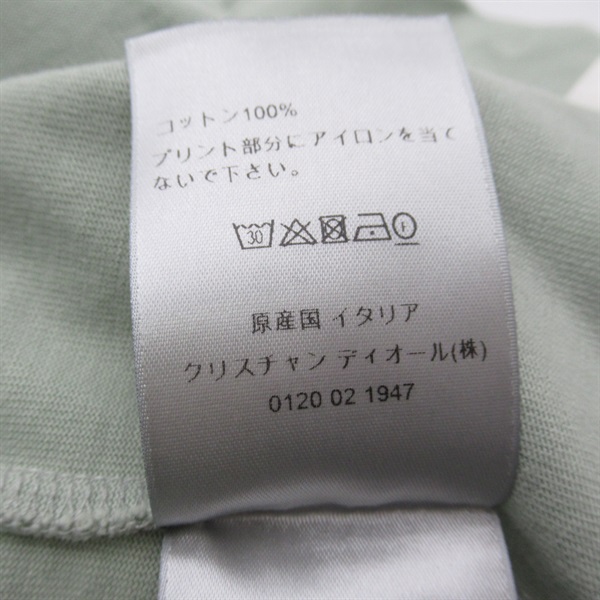 コットン100%
プリント部分にアイロンを当て
ないで下さい。
30 F
原産国 イタリア
クリスチャン ディオール(株)
0120 02 1947